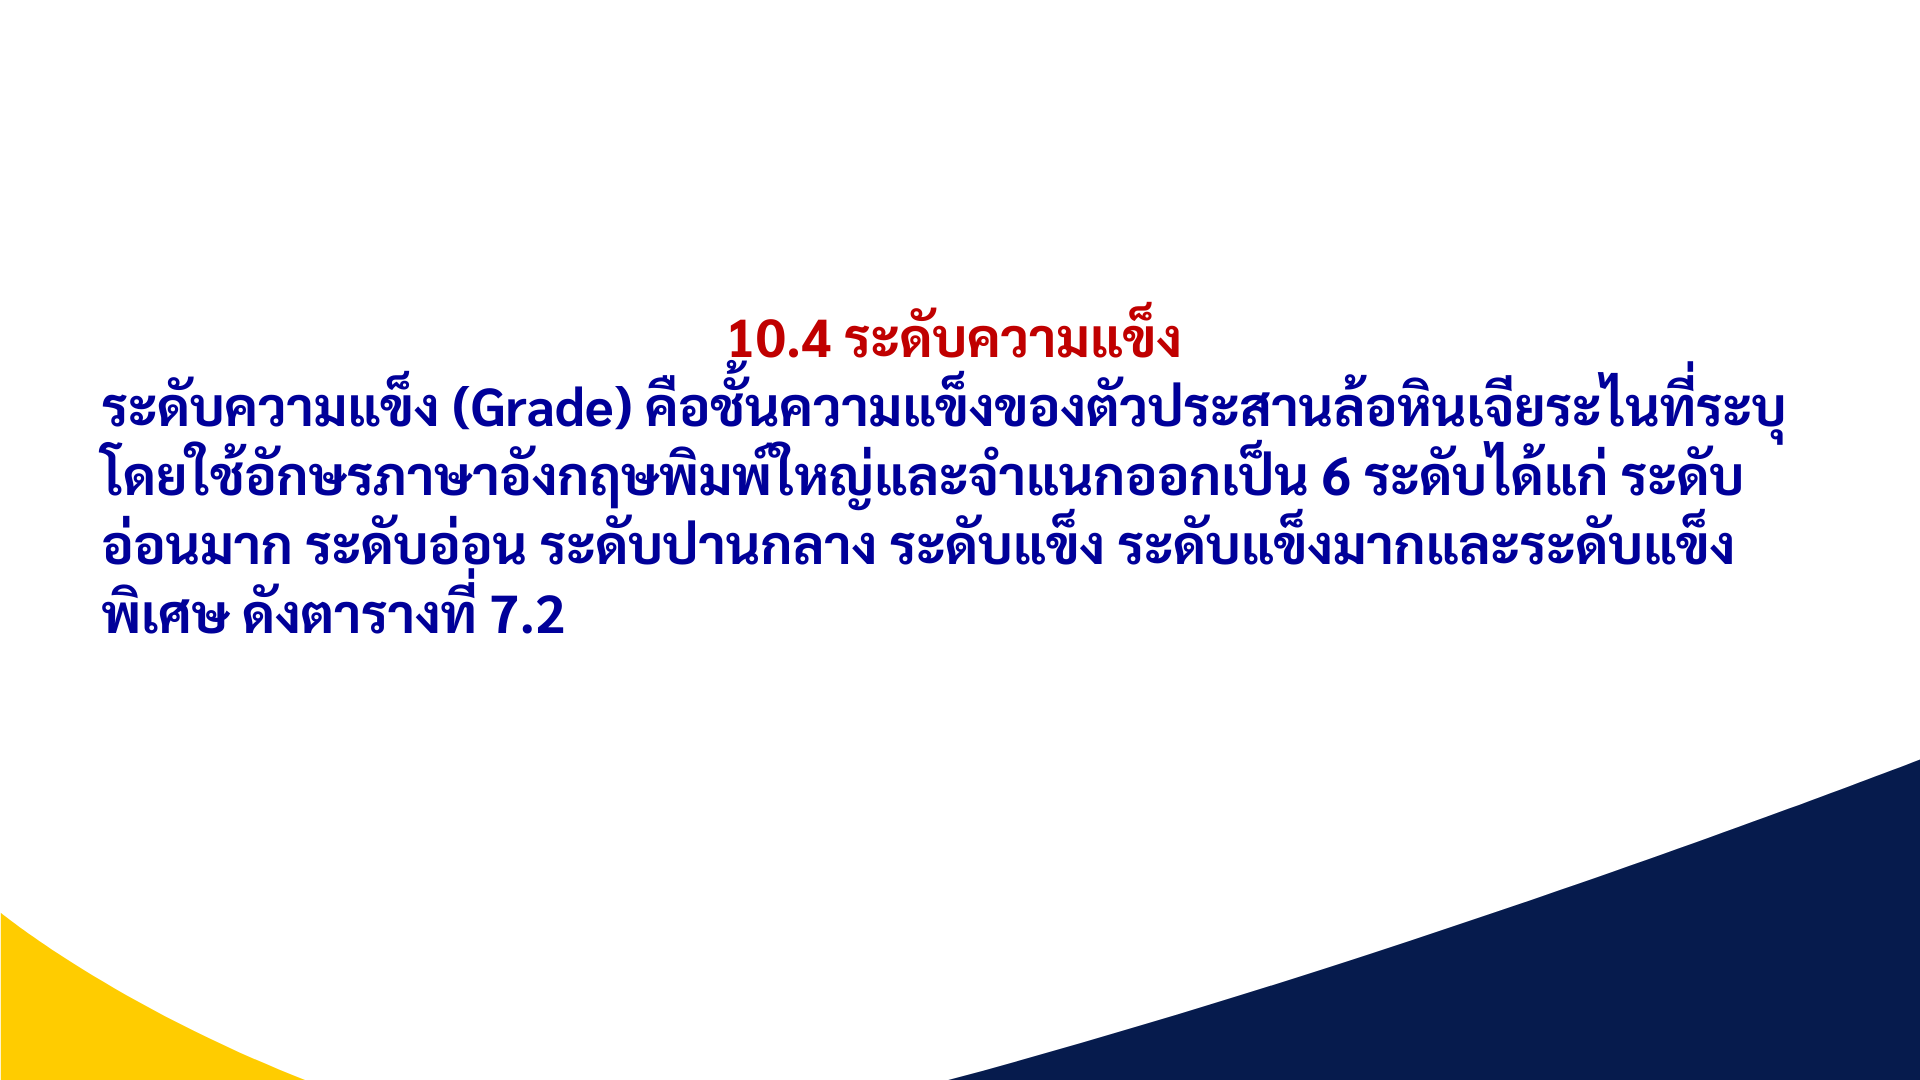 10.4 ระดับความแข็ง
ระดับความแข็ง (Grade) คือชั้นความแข็งของตัวประสานล้อหินเจียระไนที่ระบุ
โดยใช้อักษรภาษาอังกฤษพิมพ์ใหญ่และจำแนกออกเป็น 6 ระดับได้แก่ ระดับ
อ่อนมาก ระดับอ่อน ระดับปานกลาง ระดับแข็ง ระดับแข็งมากและระดับแข็ง
พิเศษ ดังตารางที่ 7.2